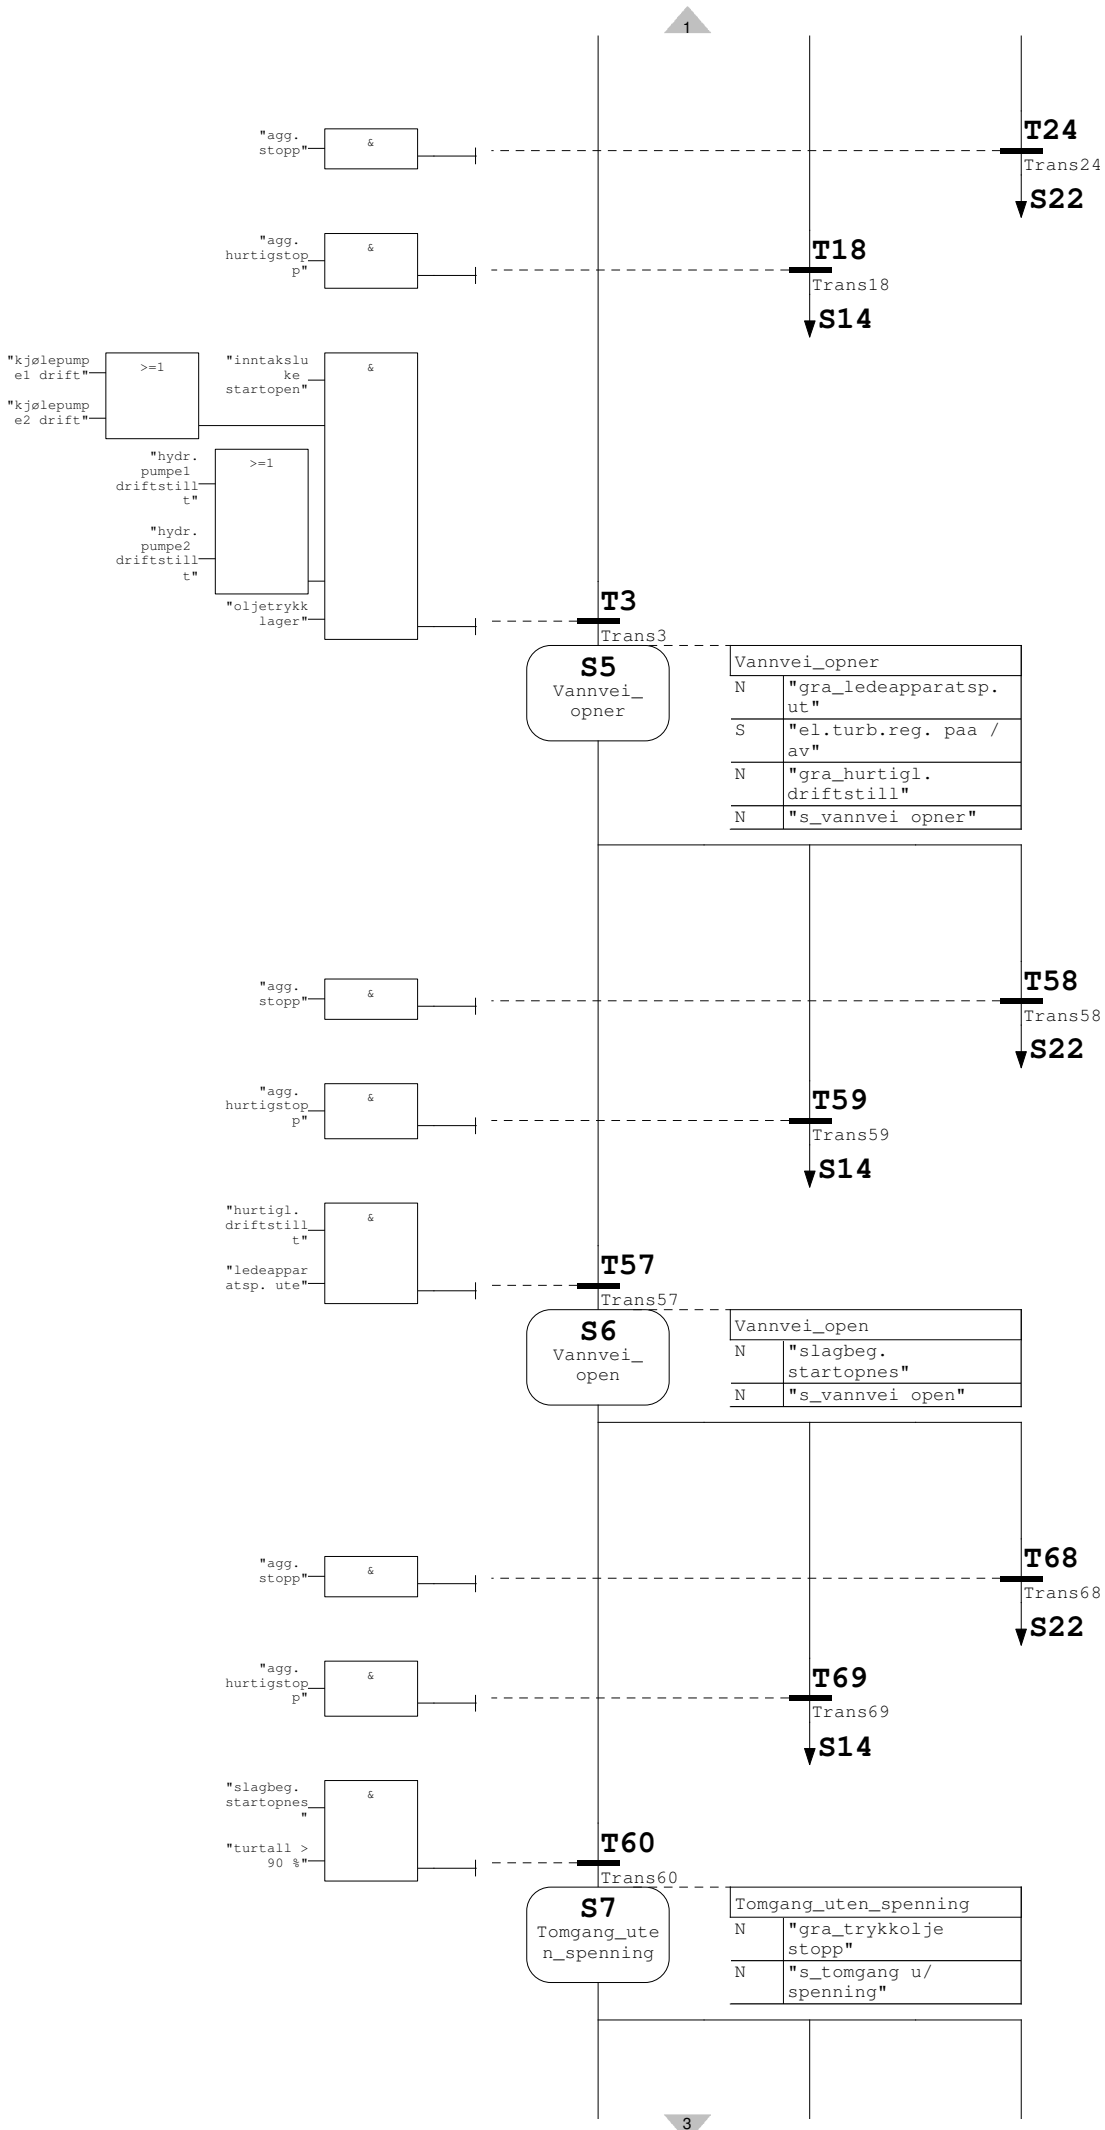 1
"agg.
stopp"
&
T24
Trans24
S22
"agg.
hurtigstop
p"
&
T18
Trans18
S14
"kjølepump
e1 drift"
"kjølepump
e2 drift"
>=1
"inntakslu
ke
startopen"
&
"hydr.
pumpe1
driftstill
t"
"hydr.
pumpe2
driftstill
t"
>=1
"oljetrykk
lager"
T3
Trans3
S5
Vannvei_
opner
Vannvei_opner
N "gra_ledeapparatsp.
ut"
S "el.turb.reg. paa /
av"
N "gra_hurtigl.
driftstill"
N "s_vannvei opner"
"agg.
stopp"
&
T58
Trans58
S22
"agg.
hurtigstop
p"
&
T59
Trans59
S14
"hurtigl.
driftstill
t"
"ledeappar
atsp. ute"
&
T57
Trans57
S6
Vannvei_
open
Vannvei_open
N "slagbeg.
startopnes"
N "s_vannvei open"
"agg.
stopp"
&
T68
Trans68
S22
"agg.
hurtigstop
p"
&
T69
Trans69
S14
"slagbeg.
startopnes
"
"turtall >
90 %"
&
T60
Trans60
S7
Tomgang_ute
n_spenning
Tomgang_uten_spenning
N "gra_trykkolje
stopp"
N "s_tomgang u/
spenning"
3